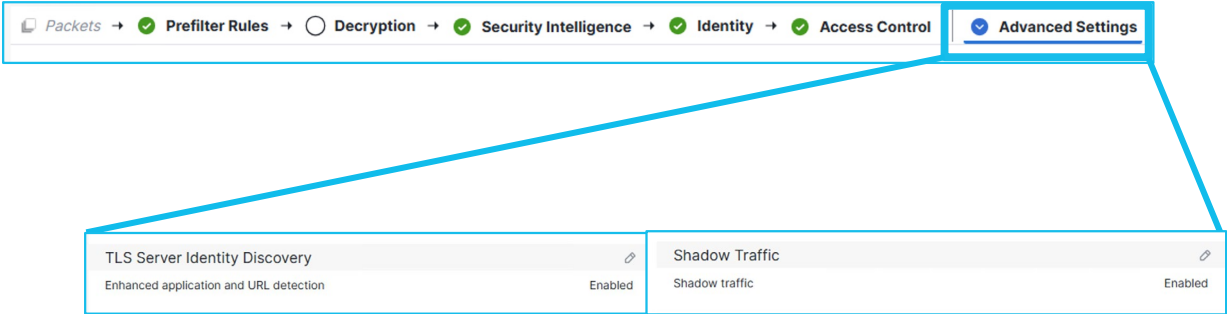 Packets → Prefilter Rules → Decryption → Security Intelligence → Identity → Access Control Advanced Settings
TLS Server Identity Discovery
Enhanced application and URL detection Enabled
Shadow Traffic
Shadow traffic Enabled